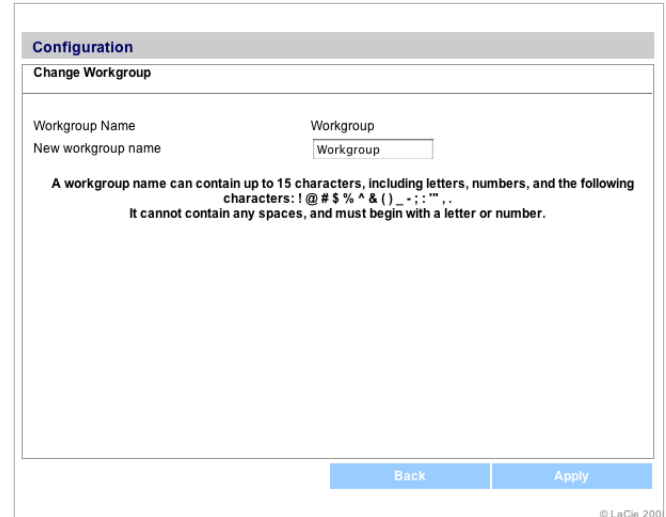 Configuration
Change Workgroup
Workgroup Name Workgroup
New workgroup name Workgroup
A workgroup name can contain up to 15 characters, including letters, numbers, and the following
characters: ! @ # $ % ^ & ( ) _ - ; : '" , .
It cannot contain any spaces, and must begin with a letter or number.
Back Apply
© LaCie